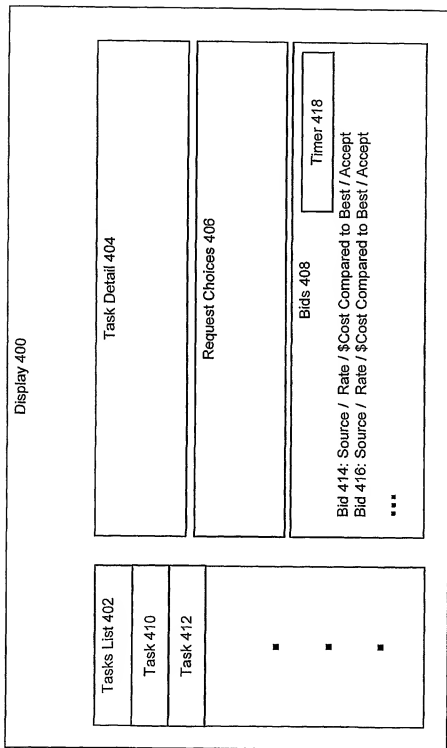 Display 400
Tasks List 402
Task 410
Task 412
Task Detail 404
Request Choices 406
Bids 408
Timer 418
Bid 414: Source / Rate / $Cost Compared to Best / Accept
Bid 416: Source / Rate / $Cost Compared to Best / Accept